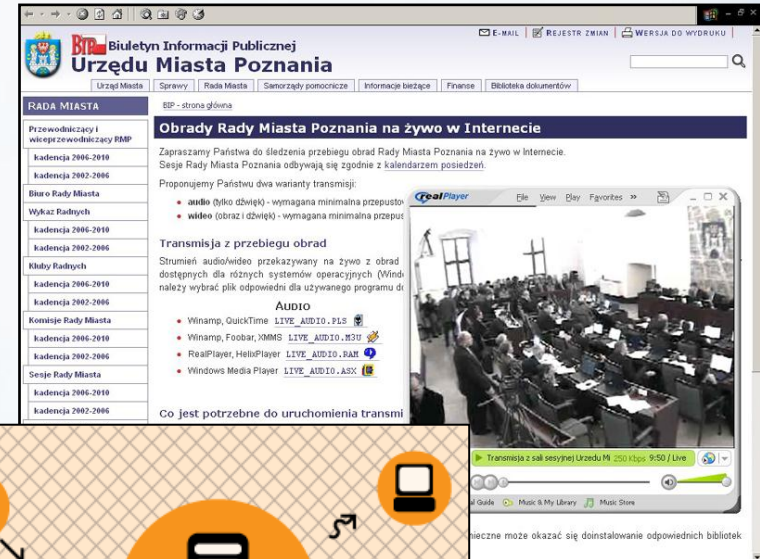 E-MAIL | REJESTR ZMIAN | WERSJA DO WYDRUKU |
BIP Biuletyn Informacji Publicznej
Urzędu Miasta Poznania
Urząd Miasta Sprawy Rada Miasta Samorządy pomocnicze Informacje bieżące Finanse Biblioteka dokumentów
RADA MIASTA
Przewodniczący i
wiceprzewodniczący RMP
kadencja 2006-2010
kadencja 2002-2006
Biuro Rady Miasta
Wykaz Radnych
kadencja 2006-2010
kadencja 2002-2006
Kluby Radnych
kadencja 2006-2010
kadencja 2002-2006
Komisje Rady Miasta
kadencja 2006-2010
kadencja 2002-2006
Sesje Rady Miasta
kadencja 2006-2010
kadencja 2002-2006
BIP - strona główna
Obrady Rady Miasta Poznania na żywo w Internecie
Zapraszamy Państwa do śledzenia przebiegu obrad Rady Miasta Poznania na żywo w Internecie.
Sesje Rady Miasta Poznania odbywają się zgodnie z kalendarzem posiedzeń.
Proponujemy Państwu dwa warianty transmisji:
audio (tylko dźwięk) - wymagana minimalna przepustow
wideo (obraz i dźwięk) - wymagana minimalna przepus
Transmisja z przebiegu obrad
Strumień audio/wideo przekazywany na żywo z obrad
dostępnych dla różnych systemów operacyjnych (Wind
należy wybrać plik odpowiedni dla używanego programu do
AUDIO
Winamp, QuickTime LIVE_AUDIO.PLS
Winamp, Foobar, XMMS LIVE_AUDIO.M3U
RealPlayer, HelixPlayer LIVE_AUDIO.RAM
Windows Media Player LIVE_AUDIO.ASX
Co jest potrzebne do uruchomienia transmi
real Player File View Play Favorites »
Transmisja z sali sesyjnej Urzedu Mi 250 Kbps 9:50 / Live
al Guide Music & My Library Music Store
nieczne może okazać się doinstalowanie odpowiednich bibliotek